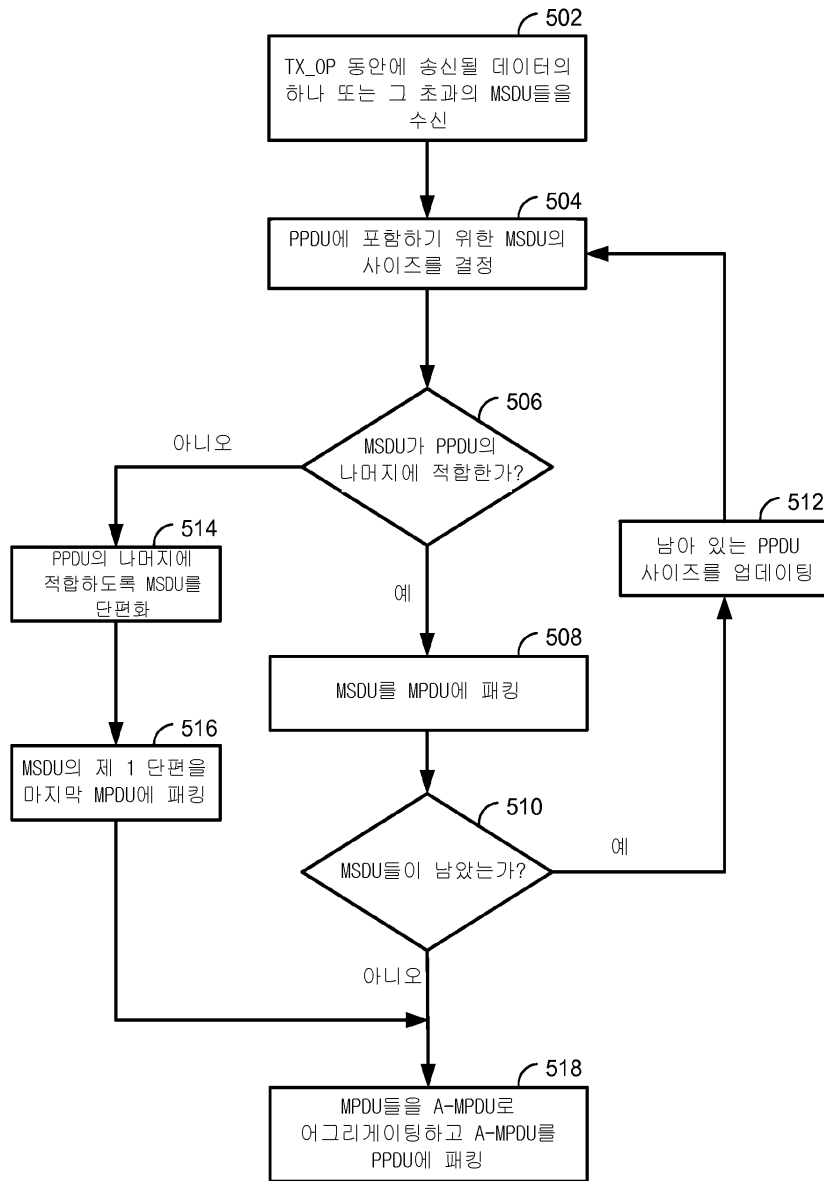 502
TX_OP 동안에 송신될 데이터의
하나 또는 그 초과의 MSDU들을
수신
504
PPDU에 포함하기 위한 MSDU의
사이즈를 결정
506
MSDU가 PPDU의
나머지에 적합한가?
아니오
예
514
PPDU의 나머지에
적합하도록 MSDU를
단편화
512
남아 있는 PPDU
사이즈를 업데이팅
508
MSDU를 MPDU에 패킹
516
MSDU의 제 1 단편을
마지막 MPDU에 패킹
510
MSDU들이 남았는가?
예
아니오
518
MPDU들을 A-MPDU로
어그리게이팅하고 A-MPDU를
PPDU에 패킹